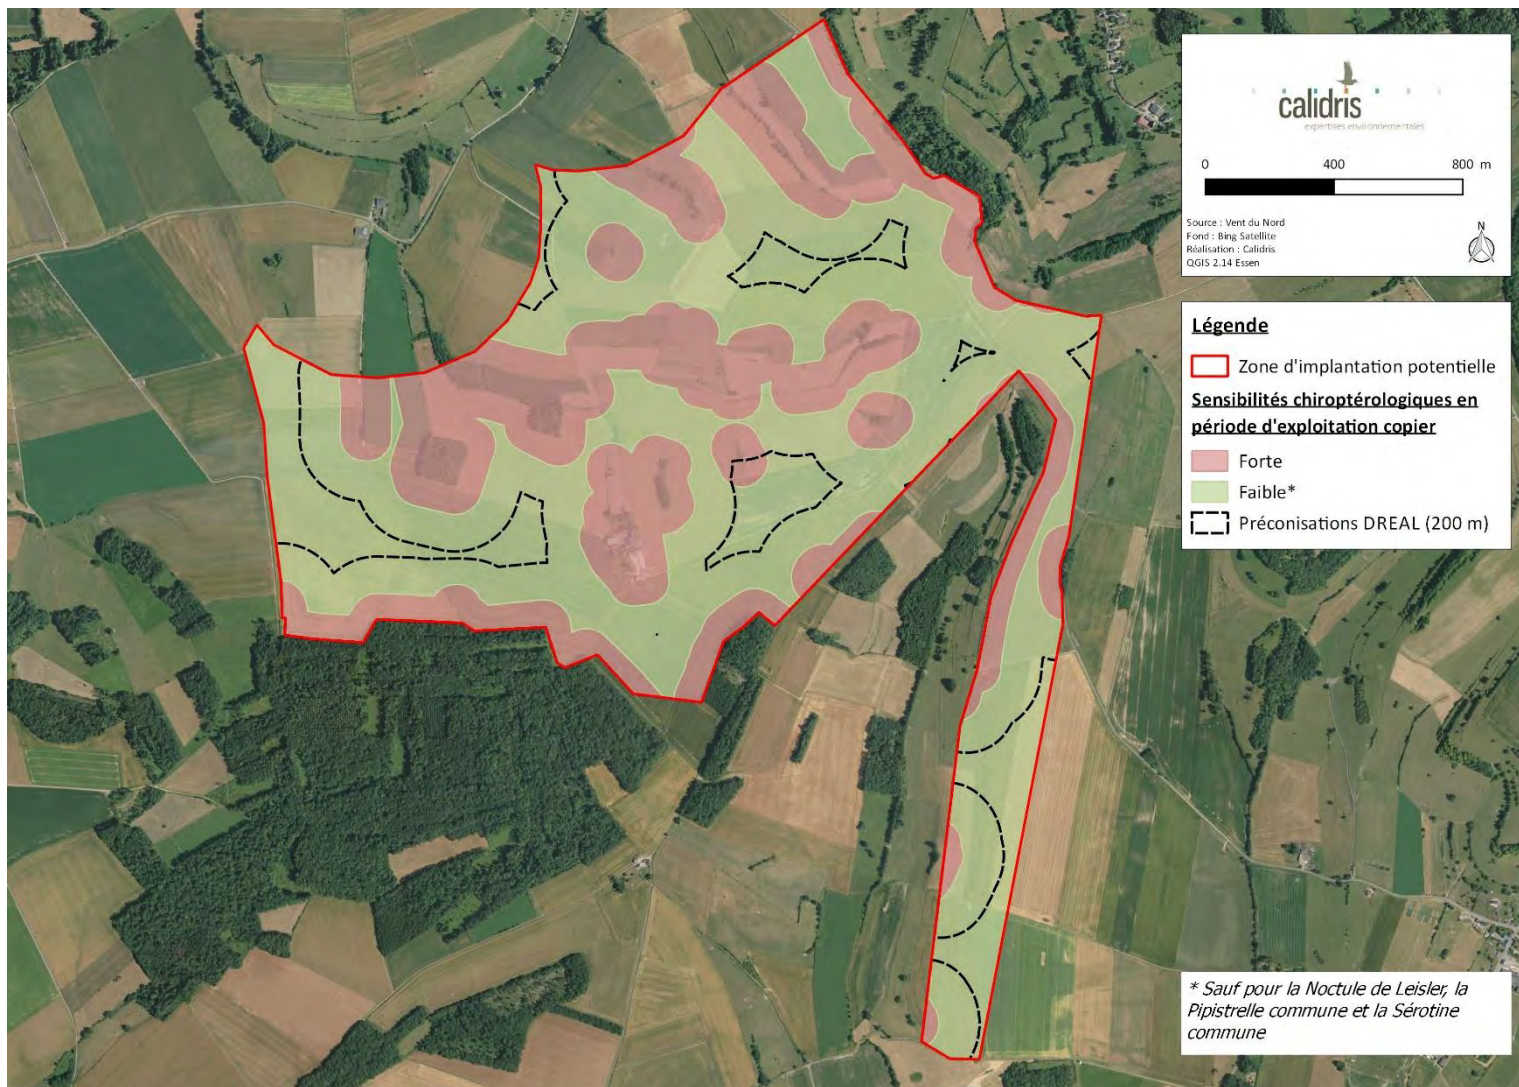 calidris
expertises environnementales
0 400 800 m
Source : Vent du Nord
Fond : Bing Satellite
Réalisation : Calidris
QGIS 2.14 Essen
N
Légende
Zone d'implantation potentielle
Sensibilités chiroptérologiques en
période d'exploitation copier
Forte
Faible*
Préconisations DREAL (200 m)
* Sauf pour la Noctule de Leisler, la
Pipistrelle commune et la Sérotine
commune